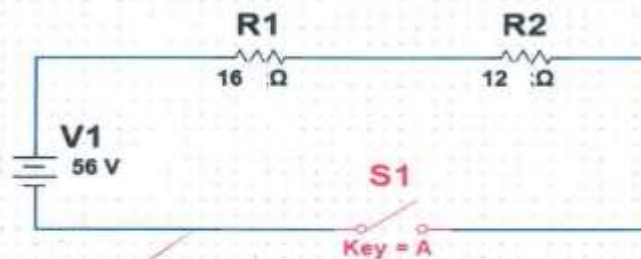 R1
R2
16 Ω
12 Ω
V1
56 V
S1
Key = A